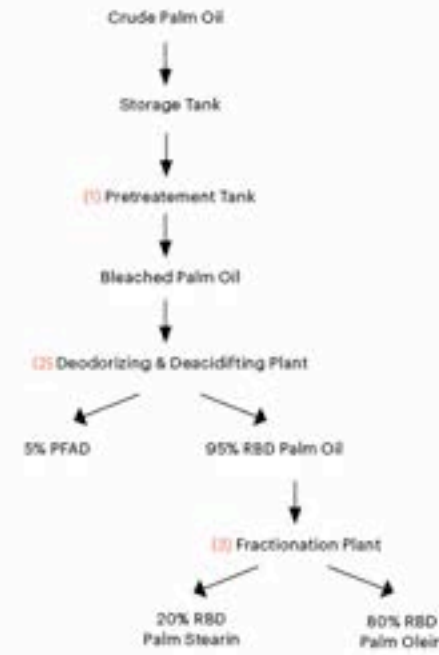 Crude Palm Oil
Storage Tank
(1) Pretreatement Tank
Bleached Palm Oil
(2) Deodorizing & Deacidifting Plant
5% PFAD
95% RBD Palm Oil
(3) Fractionation Plant
20% RBD
Palm Stearin
80% RBD
Palm Olein